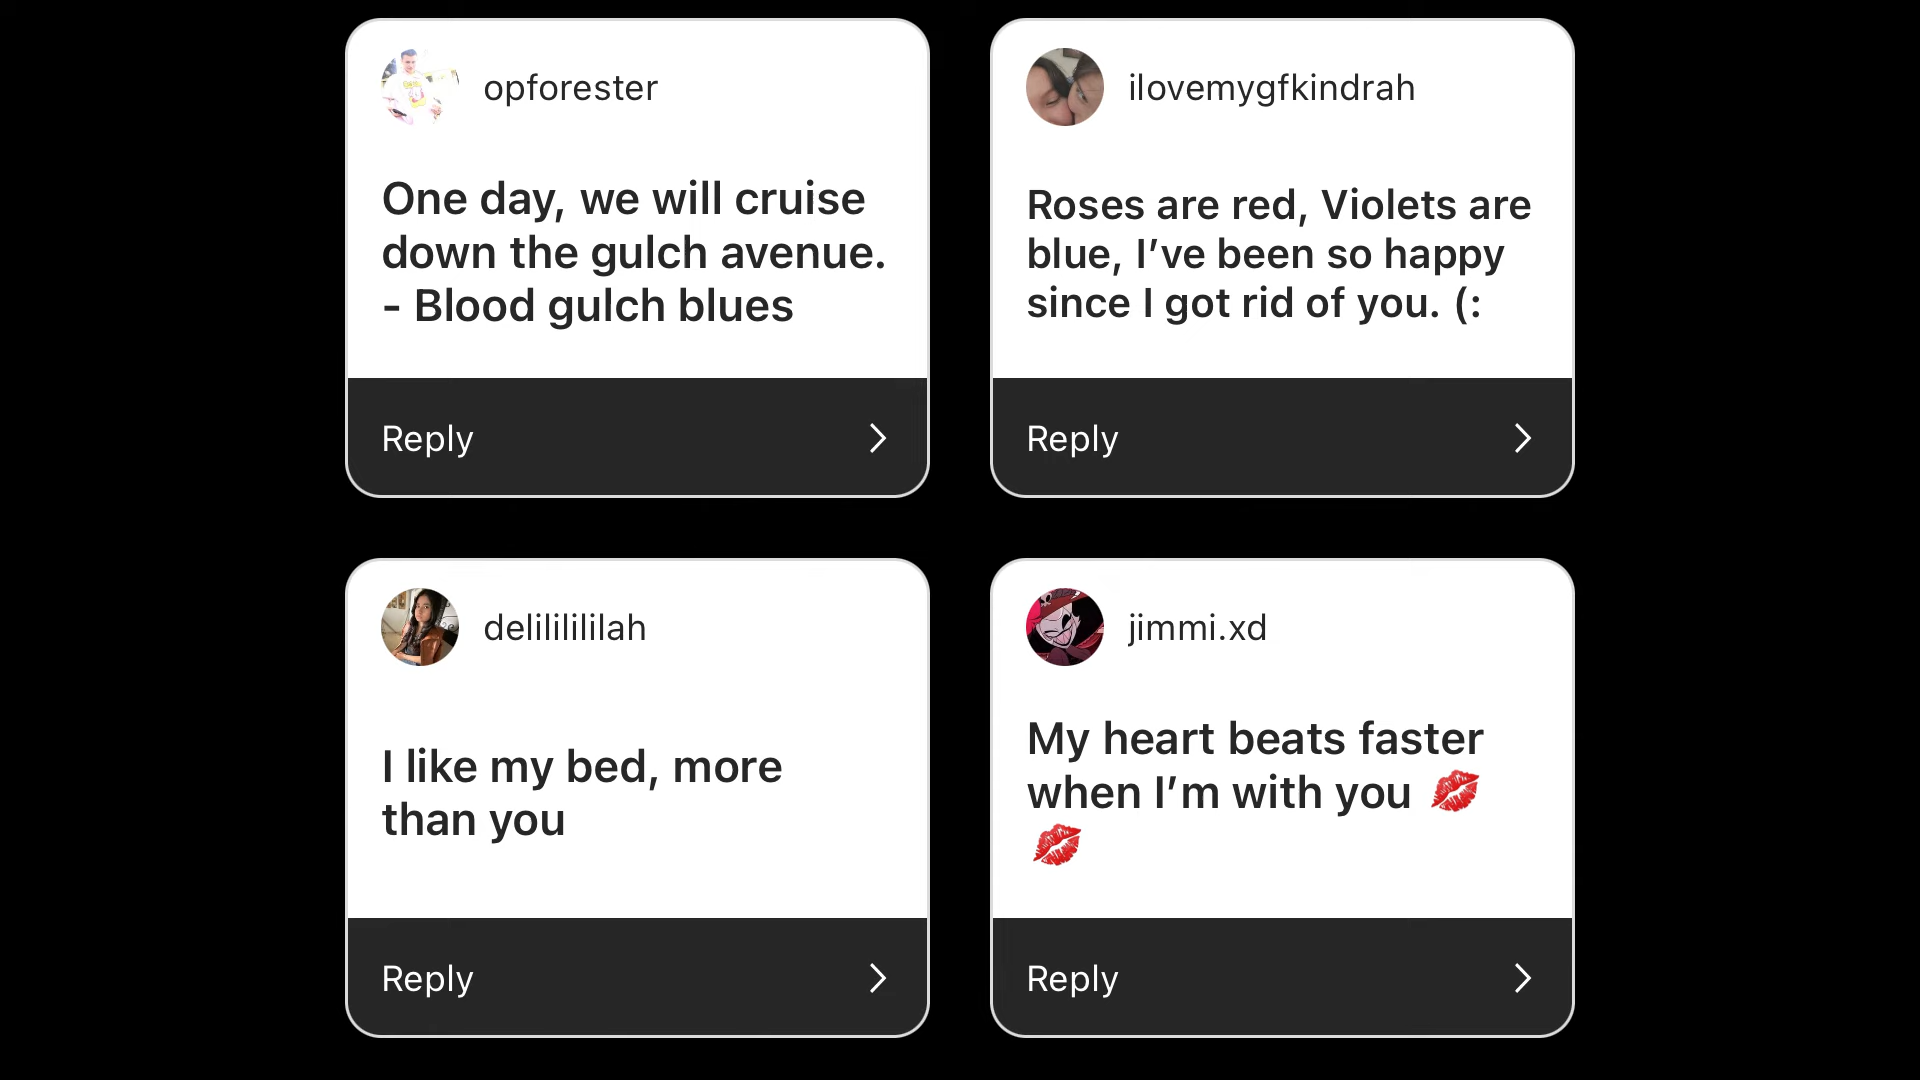 opforester
One day, we will cruise
down the gulch avenue.
- Blood gulch blues
Reply
ilovemygfkindrah
Roses are red, Violets are
blue, I’ve been so happy
since I got rid of you. (:
Reply
delilililililah
I like my bed, more
than you
Reply
jimmi.xd
My heart beats faster
when I’m with you 💋
💋
Reply